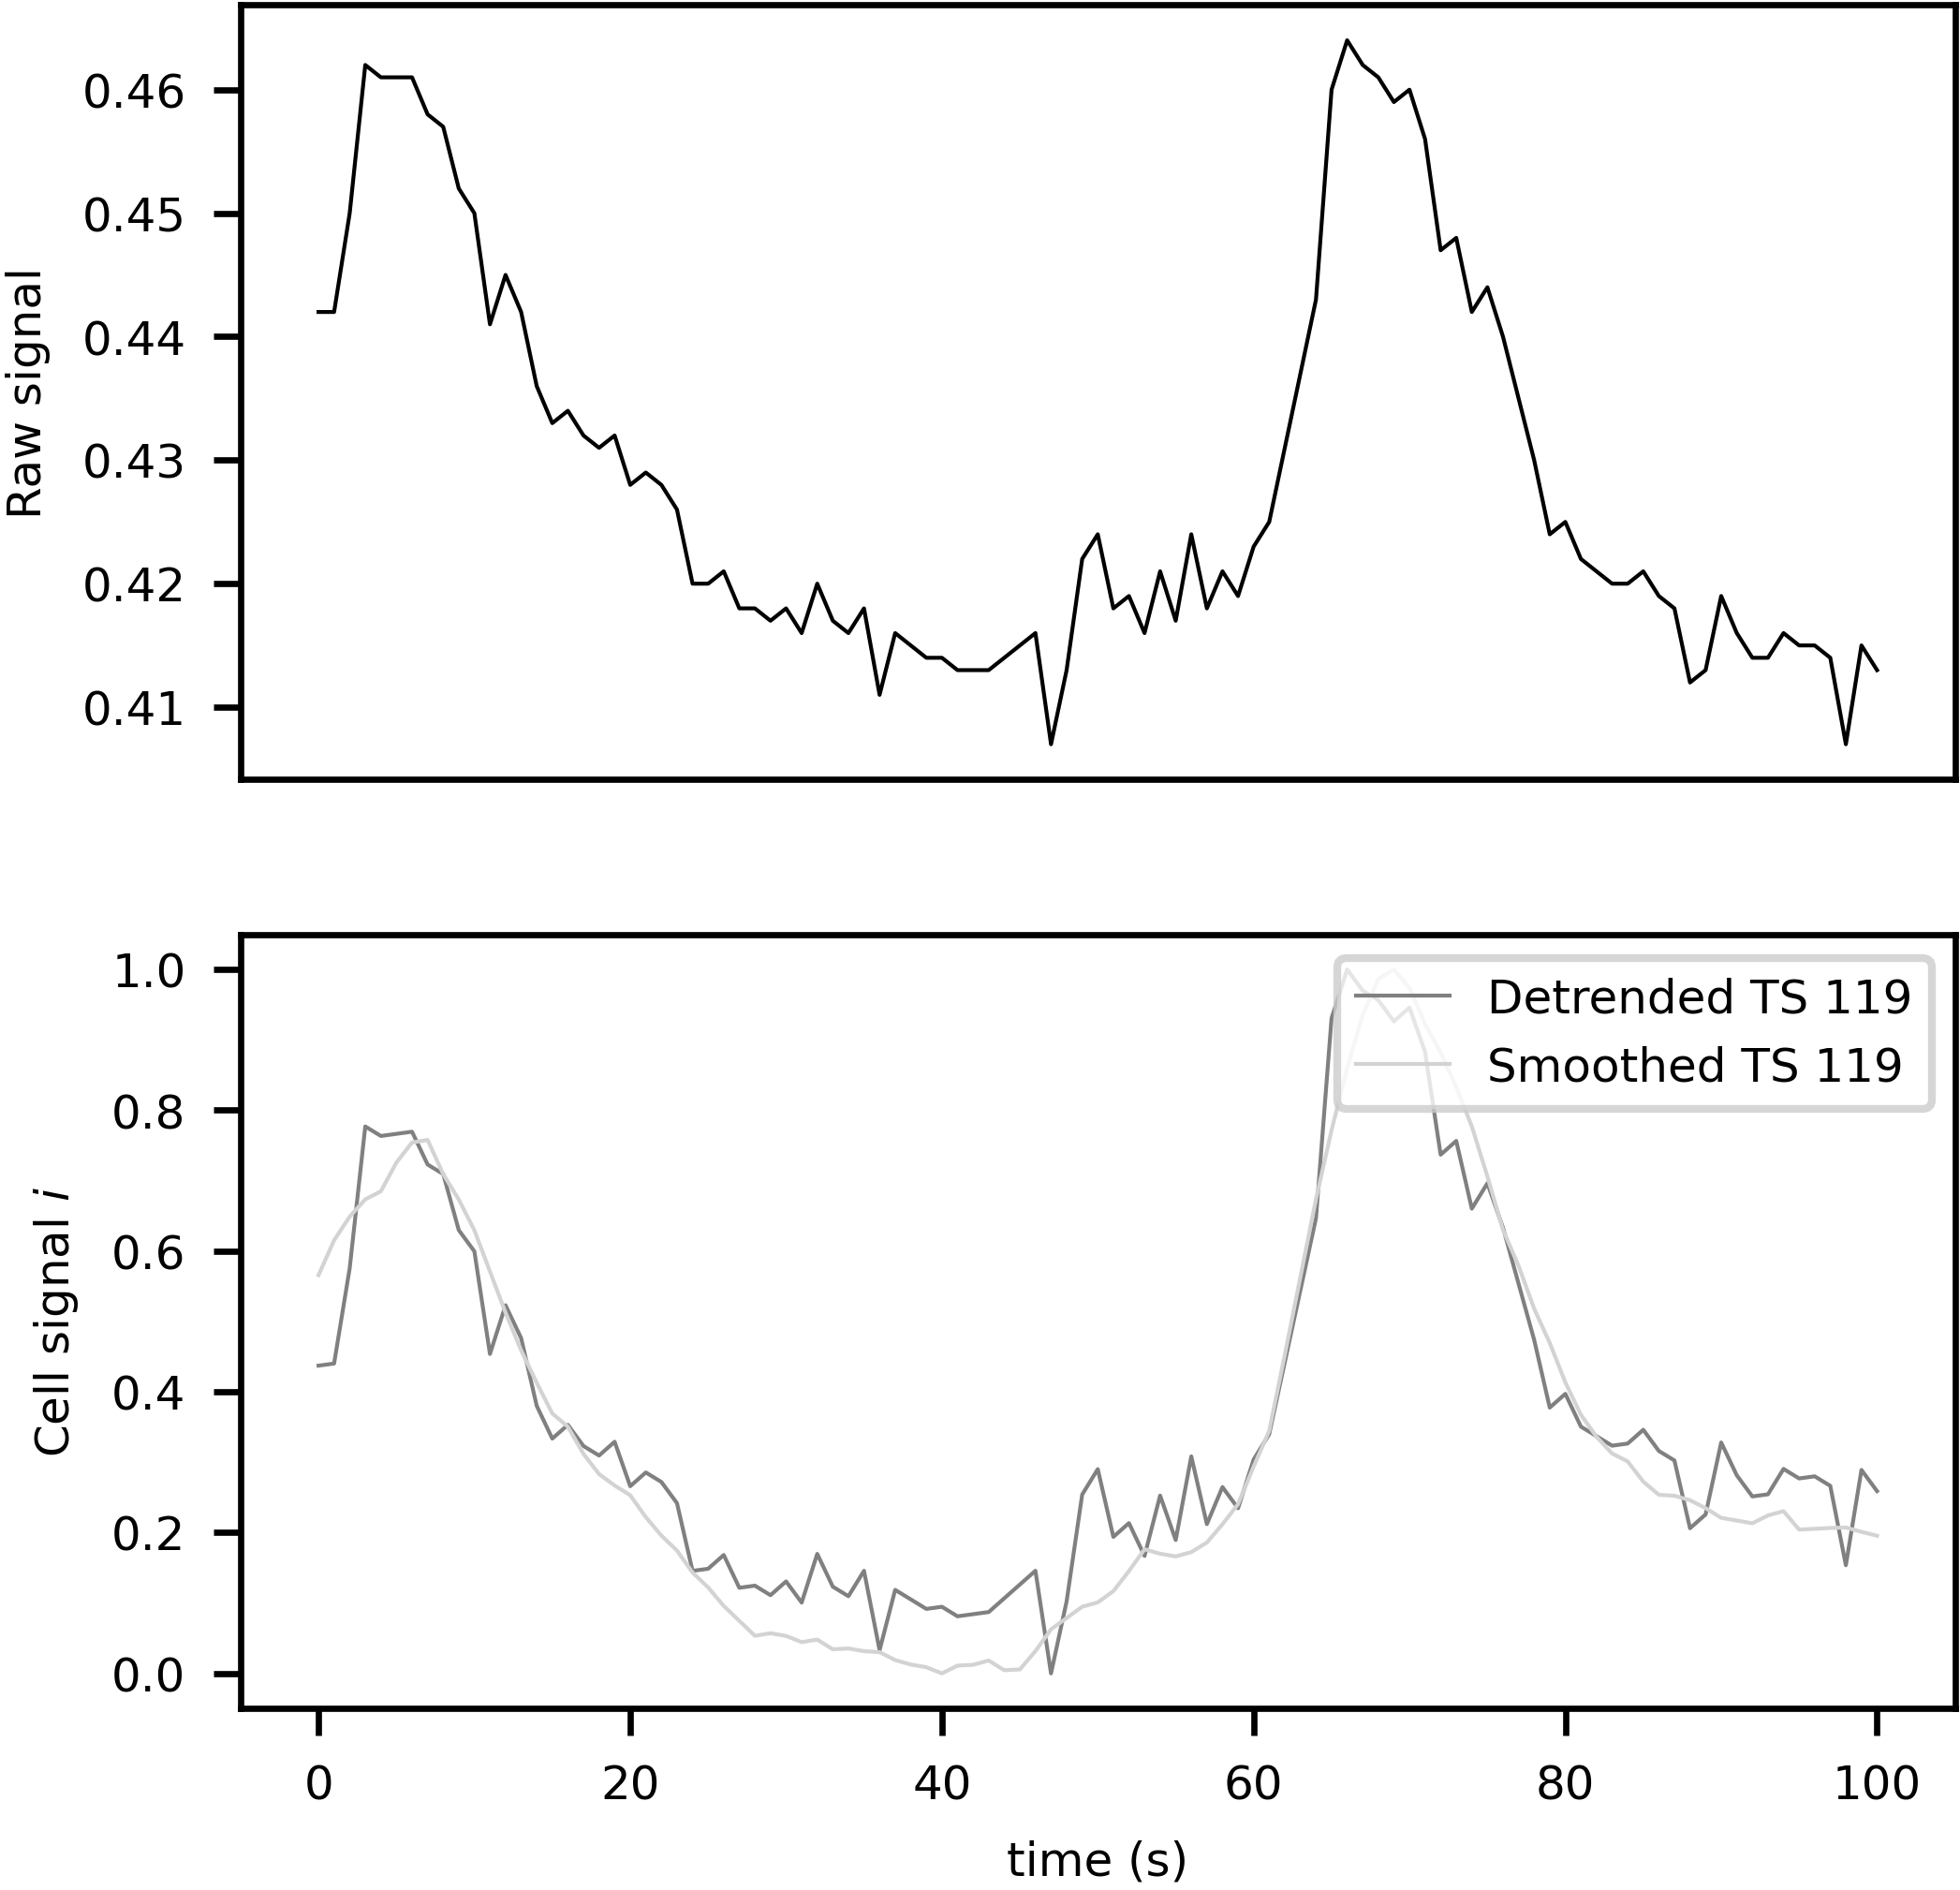 0.46
0.45
0.44
0.43
0.42
0.41
Raw signal
1.0
0.8
0.6
0.4
0.2
0.0
Cell signal i
Detrended TS 119
Smoothed TS 119
0 20 40 60 80 100
time (s)